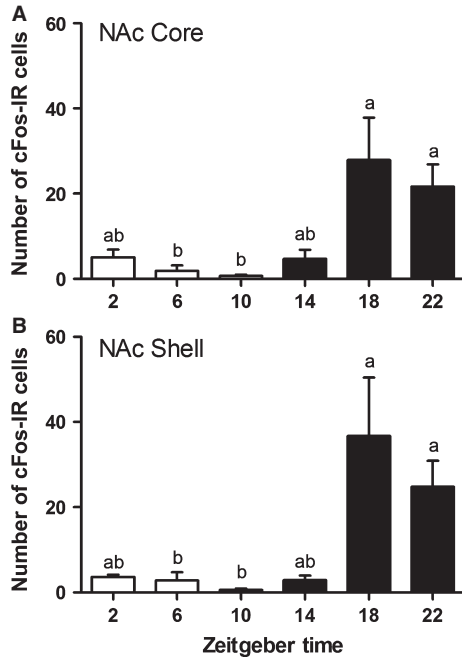 A
NAc Core
Number of cFos-IR cells
60
40
20
0
ab
b
b
ab
a
a
2 6 10 14 18 22
B
NAc Shell
Number of cFos-IR cells
60
40
20
0
ab
b
b
ab
a
a
2 6 10 14 18 22
Zeitgeber time